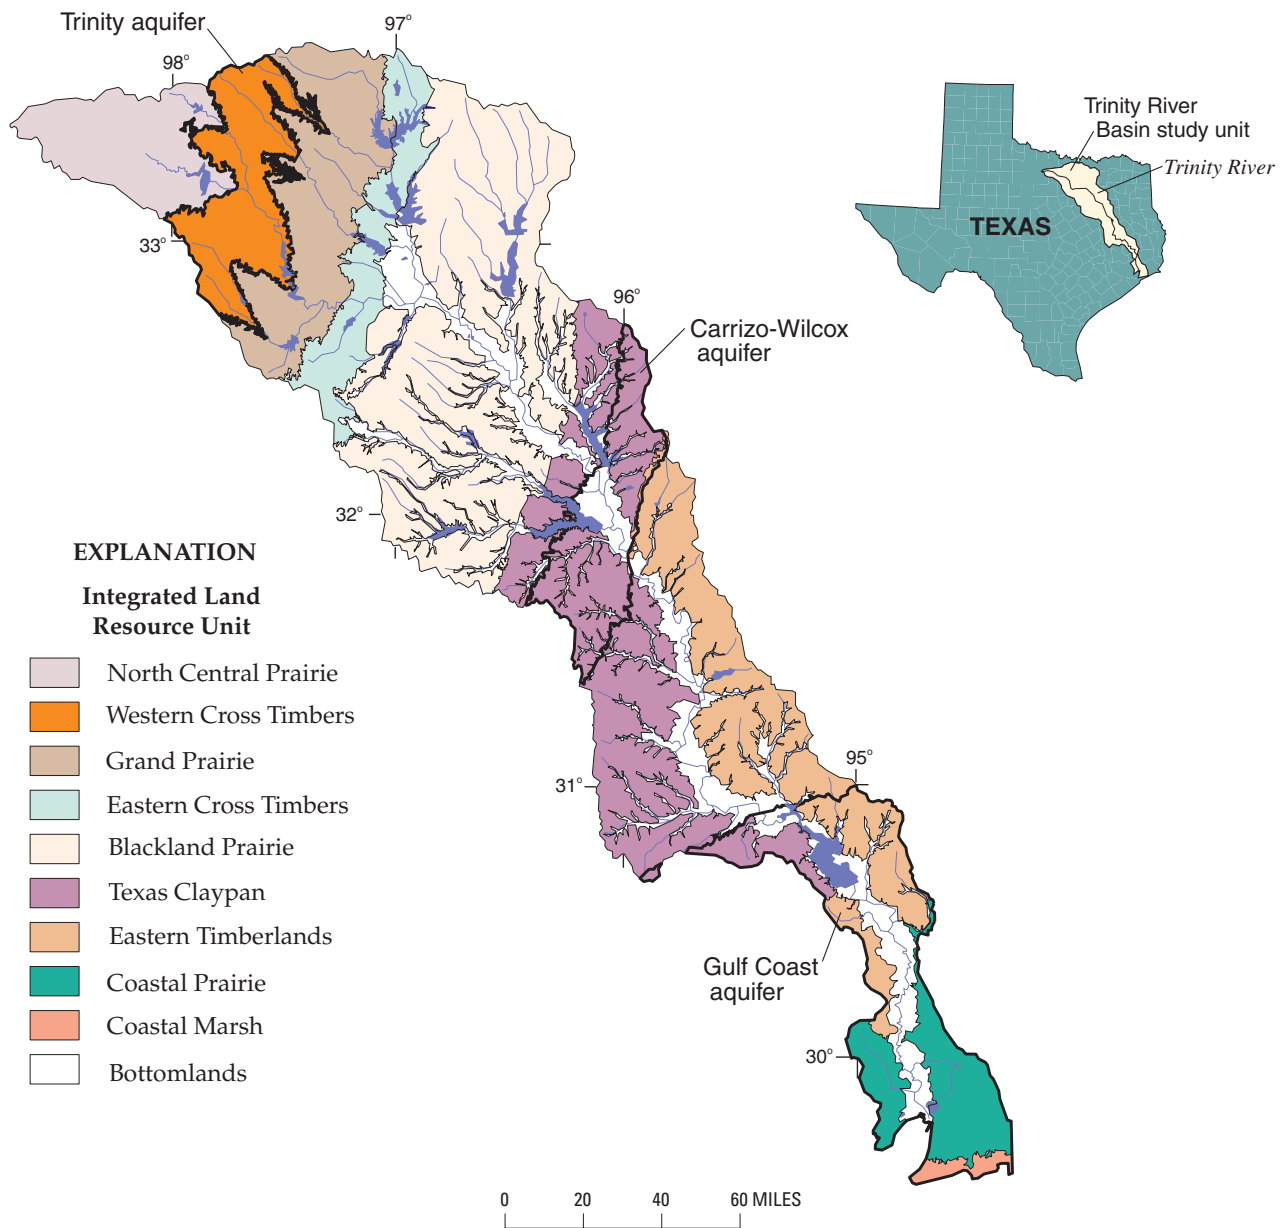 Trinity aquifer
97°
98°
33°
96°
Carrizo-Wilcox
aquifer
32°
31°
95°
Gulf Coast
aquifer
30°
Trinity River
Basin study unit
Trinity River
TEXAS
EXPLANATION
Integrated Land
Resource Unit
North Central Prairie
Western Cross Timbers
Grand Prairie
Eastern Cross Timbers
Blackland Prairie
Texas Claypan
Eastern Timberlands
Coastal Prairie
Coastal Marsh
Bottomlands
0 20 40 60 MILES